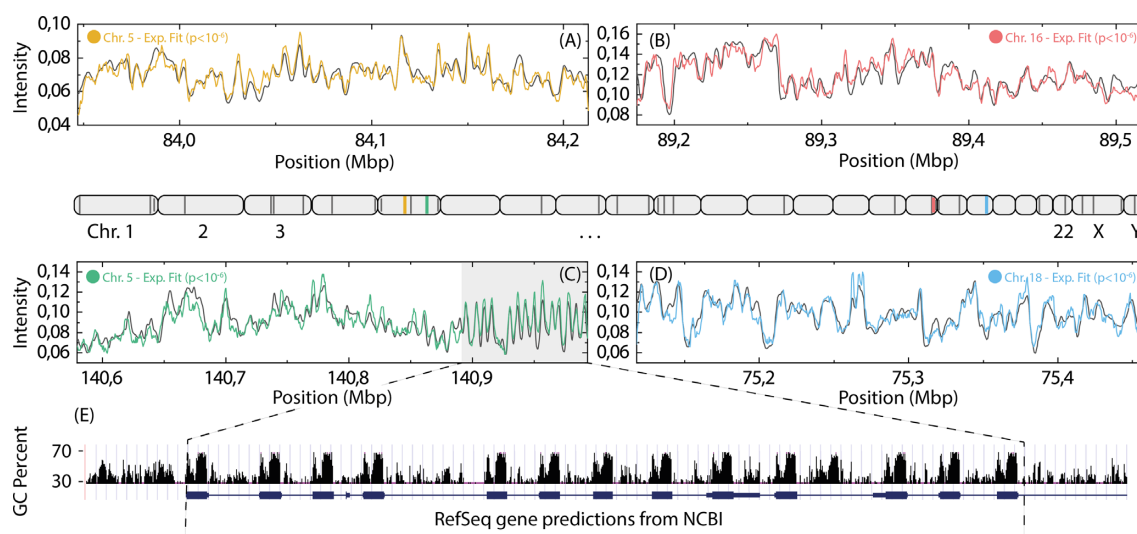 0,10
0,08
0,06
0,04
Intensity
Chr. 5 - Exp. Fit (p<10⁻⁶)
(A)
84,0 84,1 84,2
Position (Mbp)
0,16
0,14
0,12
0,10
0,08
(B)
Chr. 16 - Exp. Fit (p<10⁻⁶)
89,2 89,3 89,4 89,5
Position (Mbp)
Chr. 1 2 3 ... 22 X Y
0,14
0,12
0,10
0,08
0,06
Intensity
Chr. 5 - Exp. Fit (p<10⁻⁶)
(C)
140,6 140,7 140,8 140,9
Position (Mbp)
0,14
0,12
0,10
0,08
0,06
(D)
Chr. 18 - Exp. Fit (p<10⁻⁶)
75,2 75,3 75,4
Position (Mbp)
(E)
GC Percent
70
30
RefSeq gene predictions from NCBI